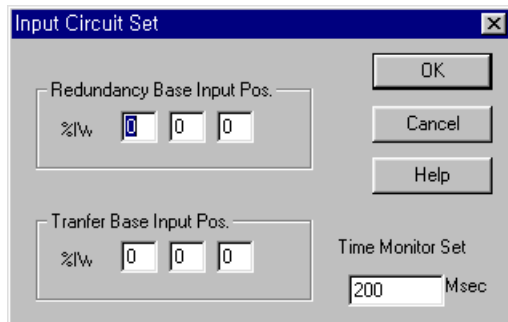 Input Circuit Set
OK
Redundancy Base Input Pos.
%IW 0 0 0
Cancel
Help
Tranfer Base Input Pos.
%IW 0 0 0
Time Monitor Set
200 Msec